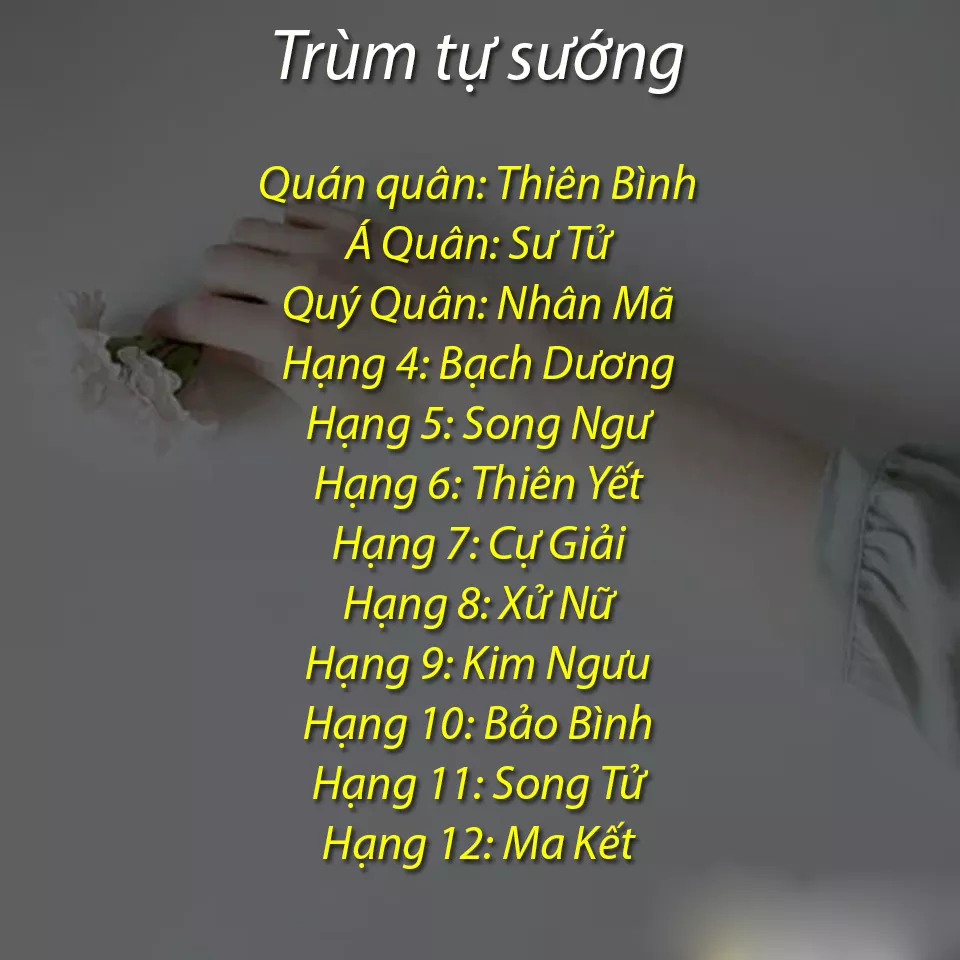 Trùm tự sướng
Quán quân: Thiên Bình
Á Quân: Sư Tử
Quý Quân: Nhân Mã
Hạng 4: Bạch Dương
Hạng 5: Song Ngư
Hạng 6: Thiên Yết
Hạng 7: Cự Giải
Hạng 8: Xử Nữ
Hạng 9: Kim Ngưu
Hạng 10: Bảo Bình
Hạng 11: Song Tử
Hạng 12: Ma Kết